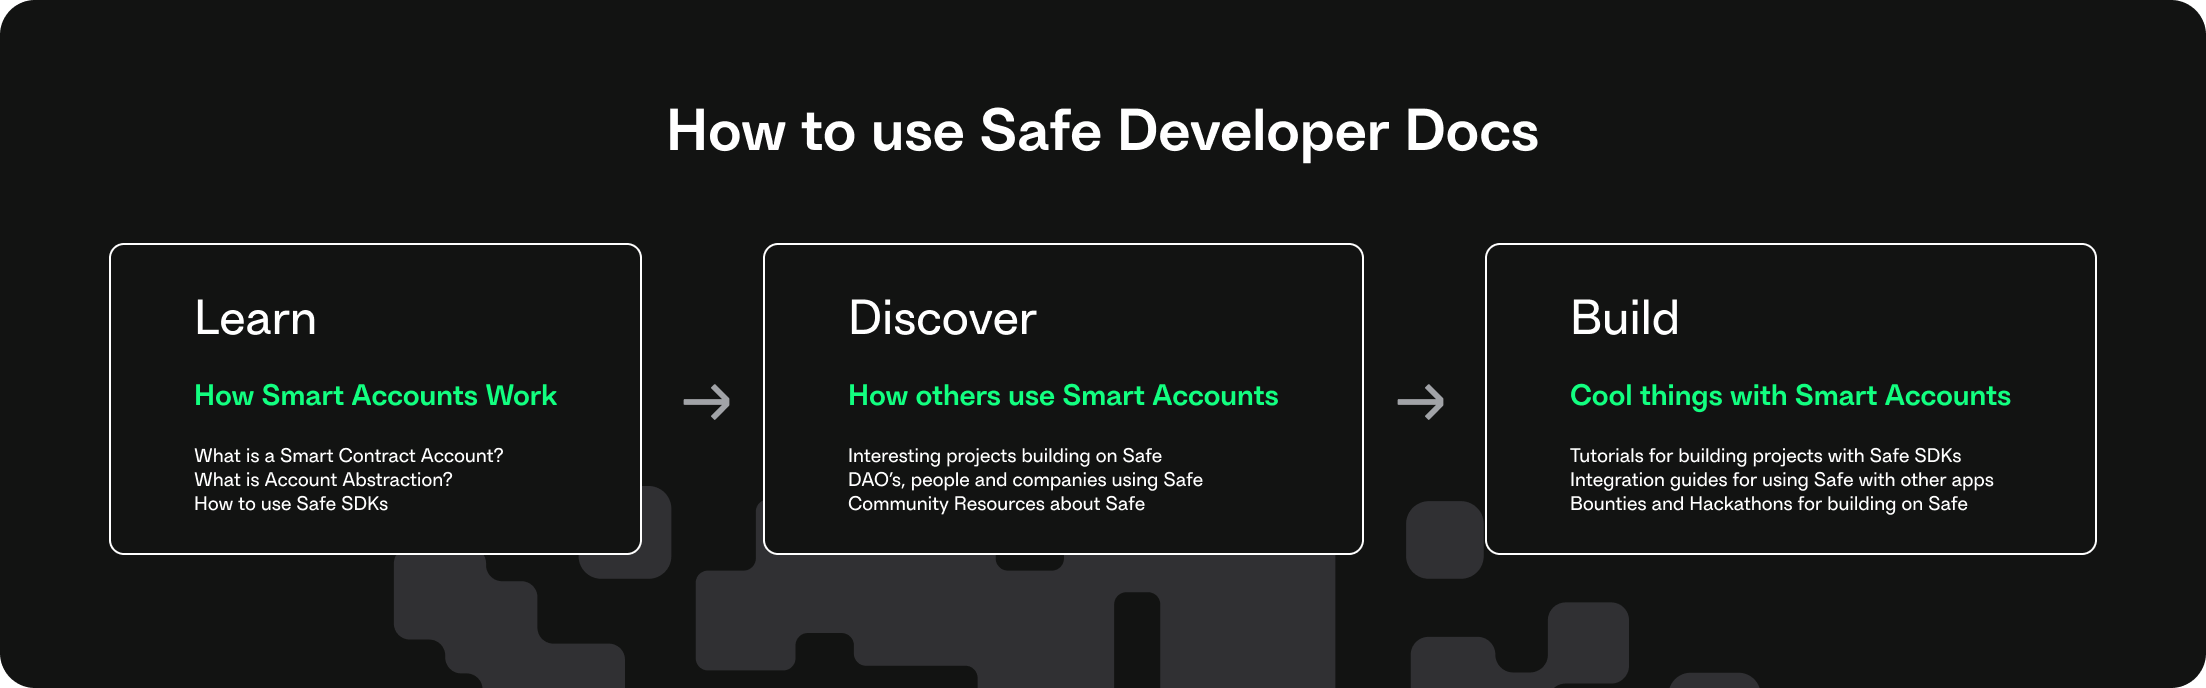 How to use Safe Developer Docs
Learn
How Smart Accounts Work
What is a Smart Contract Account?
What is Account Abstraction?
How to use Safe SDKs
Discover
How others use Smart Accounts
Interesting projects building on Safe
DAO’s, people and companies using Safe
Community Resources about Safe
Build
Cool things with Smart Accounts
Tutorials for building projects with Safe SDKs
Integration guides for using Safe with other apps
Bounties and Hackathons for building on Safe